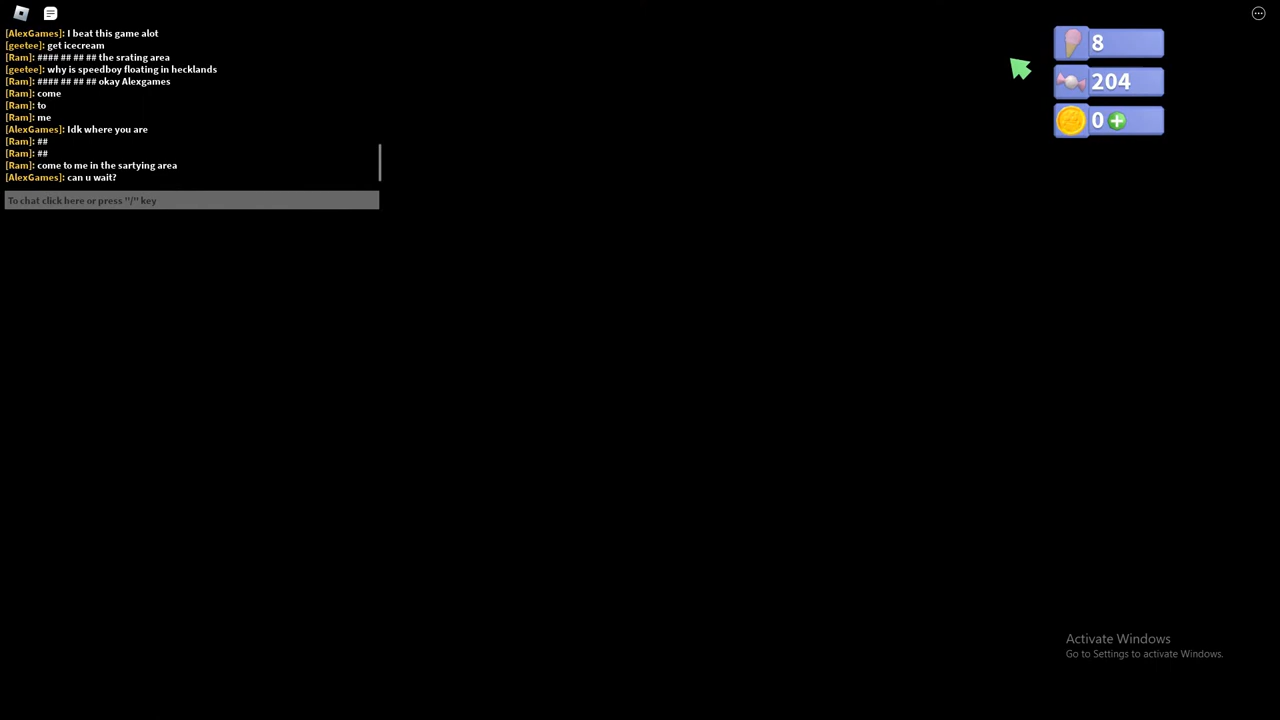 [AlexGames]: I beat this game alot
[geetee]: get icecream
[Ram]: #### ## ## ## the srating area
[geetee]: why is speedboy floating in hecklands
[Ram]: #### ## ## ## okay Alexgames
[Ram]: come
[Ram]: to
[Ram]: me
[AlexGames]: Idk where you are
[Ram]: ##
[Ram]: ##
[Ram]: come to me in the sartying area
[AlexGames]: can u wait?
To chat click here or press "/" key
8
204
0
Activate Windows
Go to Settings to activate Windows.